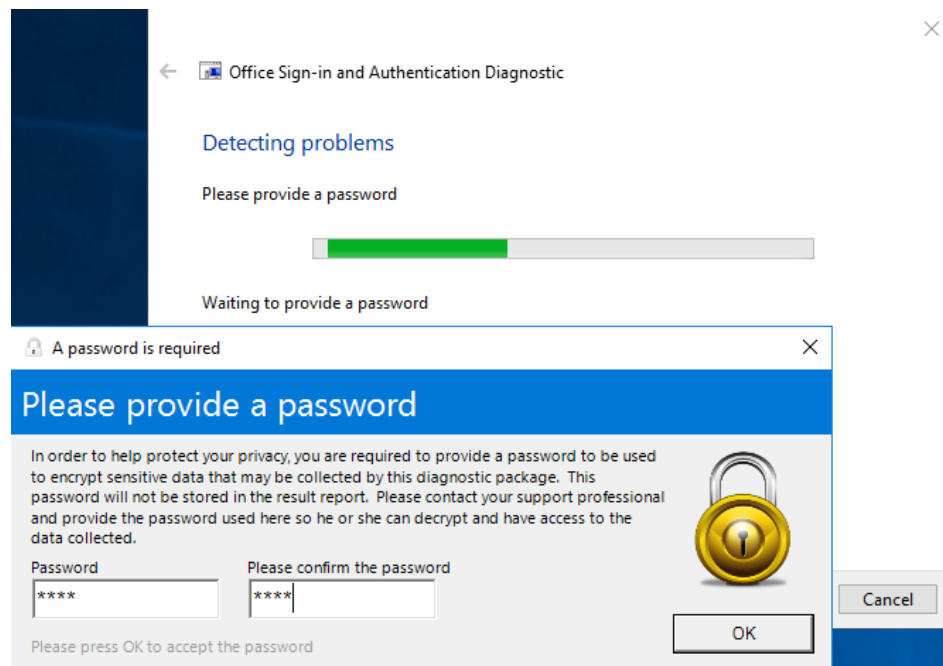 Office Sign-in and Authentication Diagnostic
Detecting problems
Please provide a password
Waiting to provide a password
A password is required
Please provide a password
In order to help protect your privacy, you are required to provide a password to be used
to encrypt sensitive data that may be collected by this diagnostic package. This
password will not be stored in the result report. Please contact your support professional
and provide the password used here so he or she can decrypt and have access to the
data collected.
Password Please confirm the password
**** ****
Cancel
OK
Please press OK to accept the password